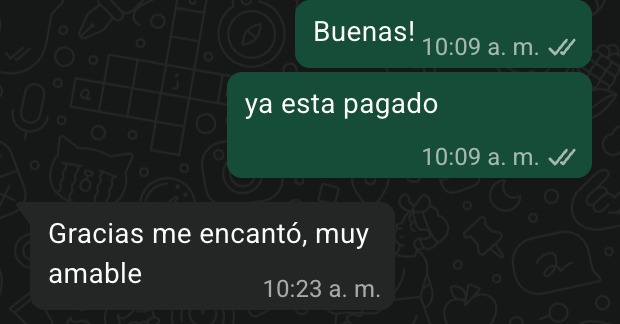 Buenas!
10:09 a. m.
ya esta pagado
10:09 a. m.
Gracias me encantó, muy
amable
10:23 a. m.